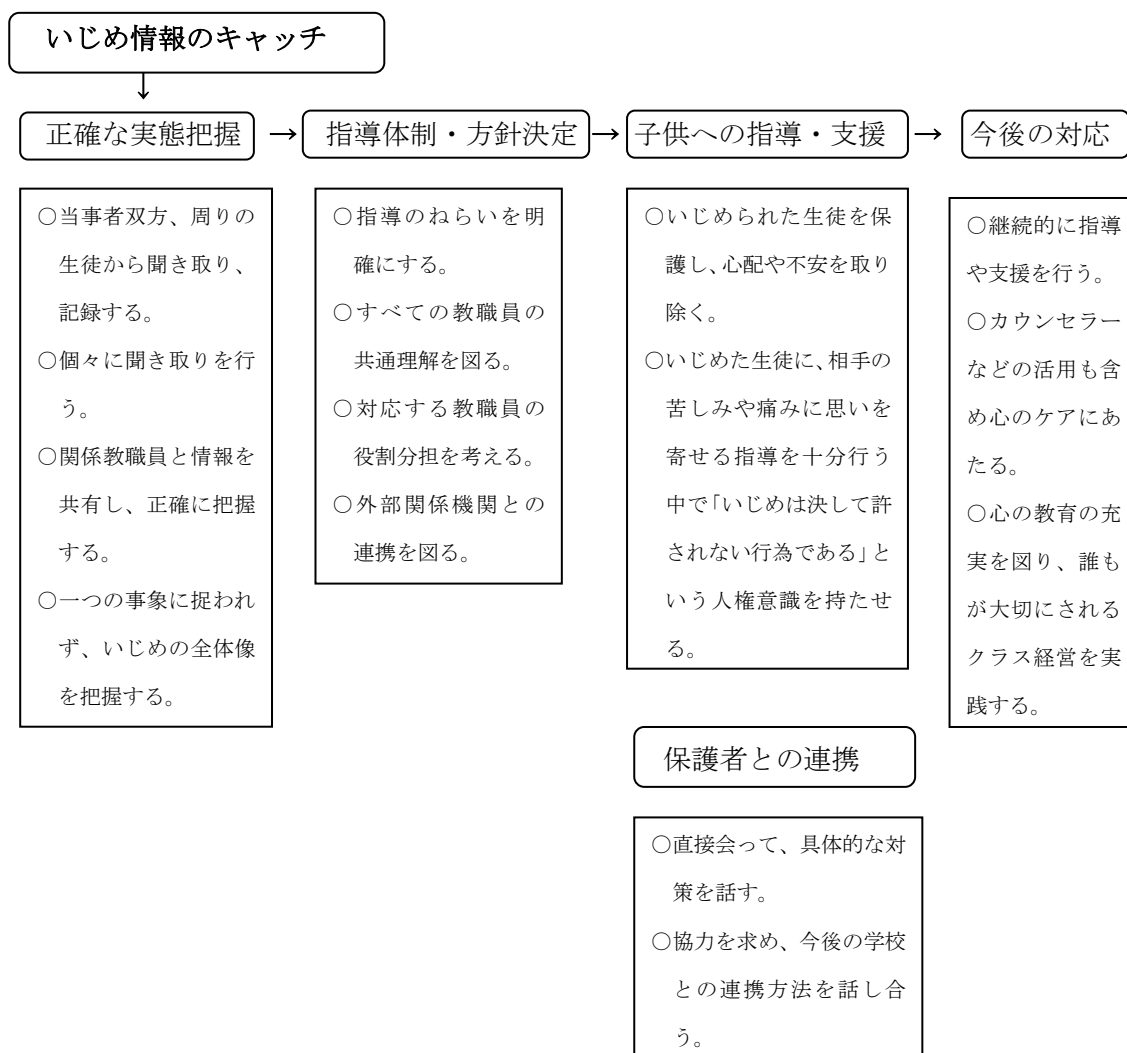 いじめ情報のキャッチ
↓
正確な実態把握 → 指導体制・方針決定 → 子供への指導・支援 → 今後の対応
○当事者双方、周りの
生徒から聞き取り、
記録する。
○個々に聞き取りを行
う。
○関係教職員と情報を
共有し、正確に把握
する。
○一つの事象に捉われ
ず、いじめの全体像
を把握する。
○指導のねらいを明
確にする。
○すべての教職員の
共通理解を図る。
○対応する教職員の
役割分担を考える。
○外部関係機関との
連携を図る。
○いじめられた生徒を保
護し、心配や不安を取り
除く。
○いじめた生徒に、相手の
苦しみや痛みに思いを
寄せる指導を十分行う
中で「いじめは決して許
されない行為である」と
いう人権意識を持たせ
る。
○継続的に指導
や支援を行う。
○カウンセラー
などの活用も含
め心のケアにあ
たる。
○心の教育の充
実を図り、誰も
が大切にされる
クラス経営を実
践する。
保護者との連携
○直接会って、具体的な対
策を話す。
○協力を求め、今後の学校
との連携方法を話し合
う。